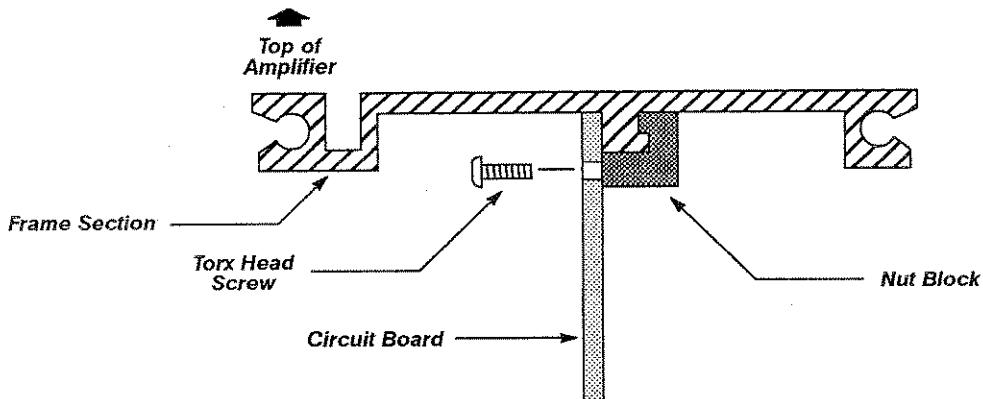 Top of
Amplifier
Frame Section
Torx Head
Screw
Nut Block
Circuit Board